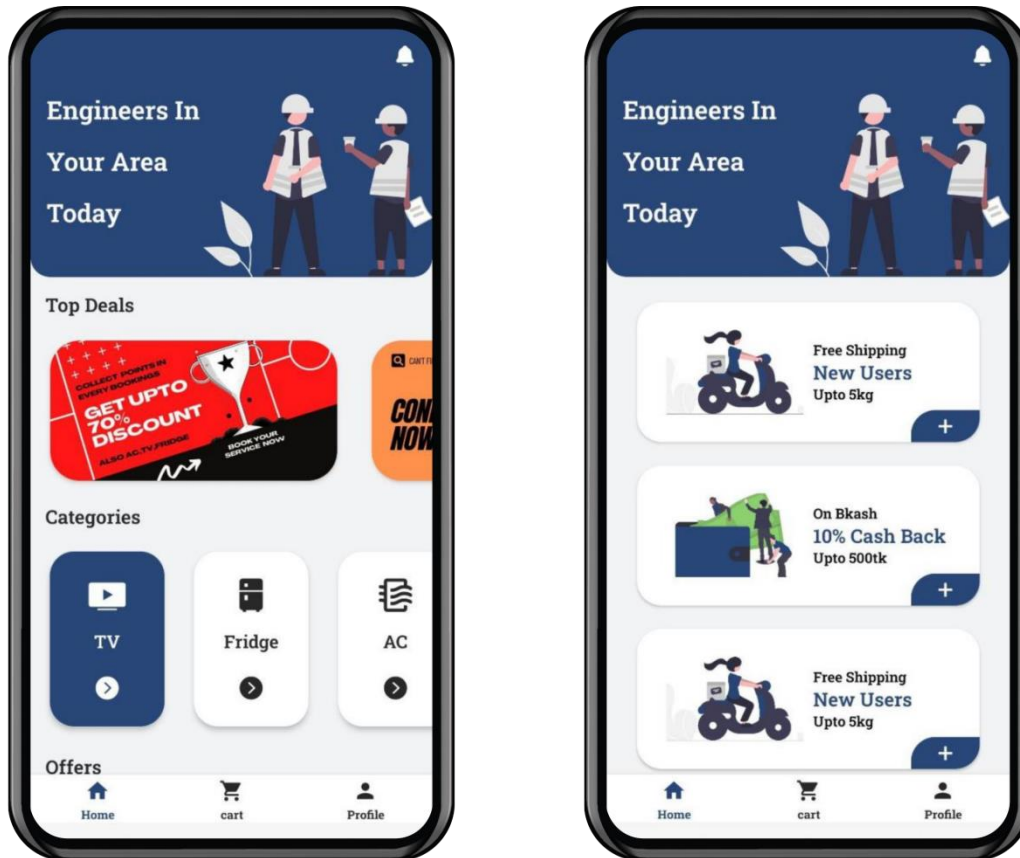 Engineers In
Your Area
Today
Top Deals
COLLECT POINTS IN
EVERY BOOKINGS
GET UPTO
70%
DISCOUNT
ALSO AC,TV,FRIDGE
BOOK YOUR
SERVICE NOW
CANT
NOW
Categories
TV
Fridge
AC
Offers
Home
cart
Profile
Engineers In
Your Area
Today
Free Shipping
New Users
Upto 5kg
+
On Bkash
10% Cash Back
Upto 500tk
+
Free Shipping
New Users
Upto 5kg
+
Home
cart
Profile